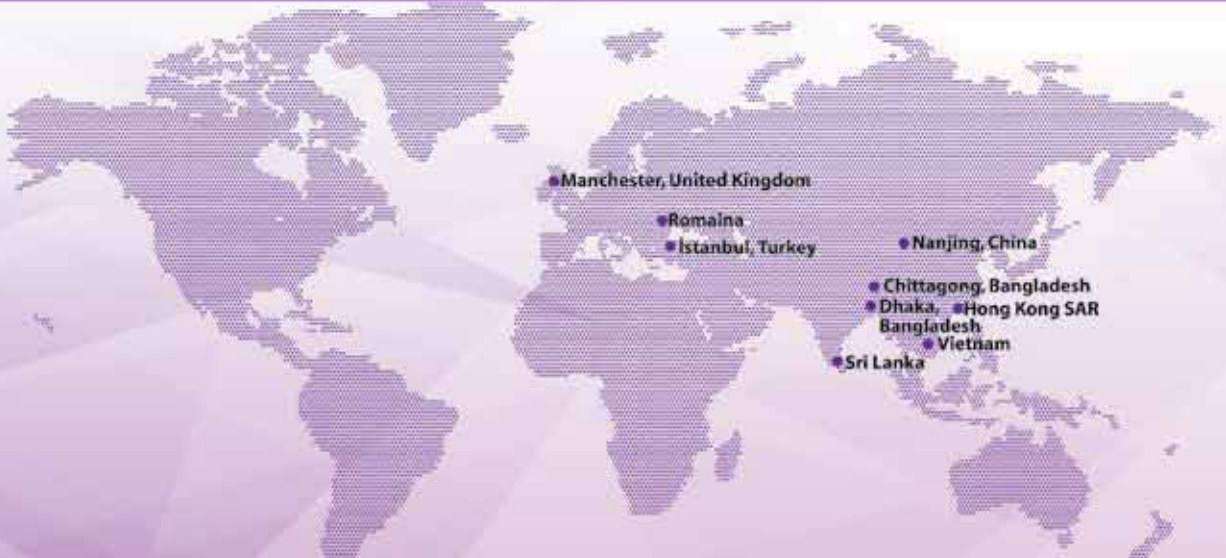 Manchester, United Kingdom
Romaina
İstanbul, Turkey
Nanjing, China
Chittagong, Bangladesh
Dhaka,
Bangladesh
Hong Kong SAR
Vietnam
Sri Lanka